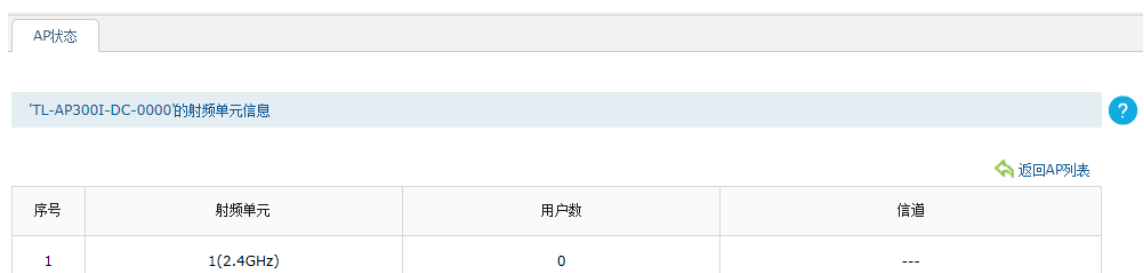 AP状态
'TL-AP300I-DC-0000'的射频单元信息
?
返回AP列表
序号 射频单元 用户数 信道
1 1(2.4GHz) 0 ---